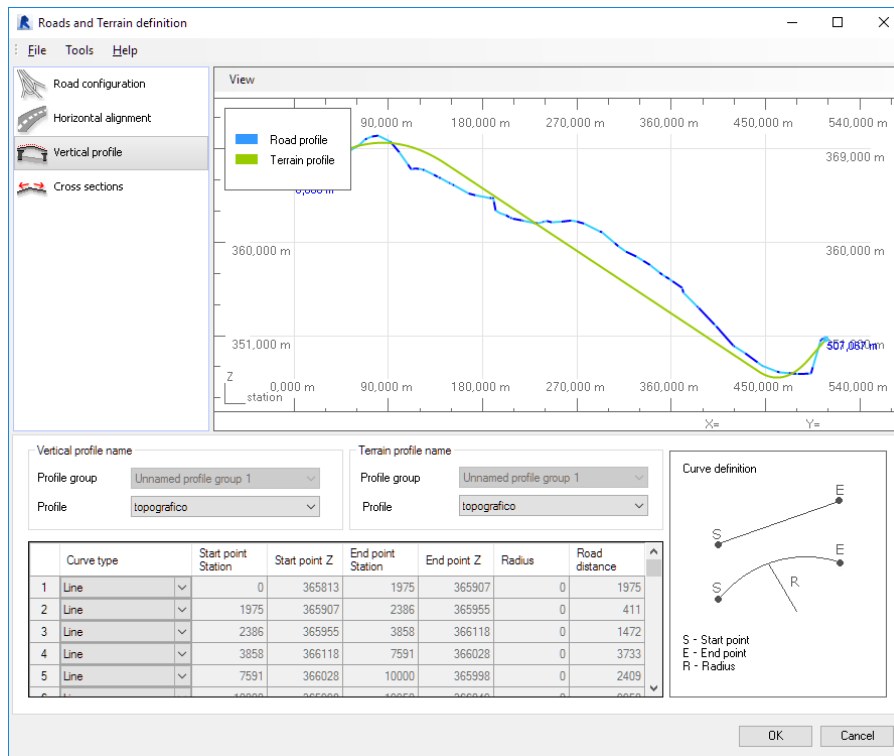 Roads and Terrain definition
File Tools Help
Road configuration
Horizontal alignment
Vertical profile
Cross sections
View
90,000 m 180,000 m 270,000 m 360,000 m 450,000 m 540,000 m
Road profile
Terrain profile
369,000 m
360,000 m 360,000 m
351,000 m
507,067 m
Z
station
0,000 m 90,000 m 180,000 m 270,000 m 360,000 m 450,000 m 540,000 m
X= Y=
Vertical profile name
Profile group Unnamed profile group 1
Profile topografico
Terrain profile name
Profile group Unnamed profile group 1
Profile topografico
Curve type Start point Station Start point Z End point Station End point Z Radius Road distance
1 Line 0 365813 1975 365907 0 1975
2 Line 1975 365907 2386 365955 0 411
3 Line 2386 365955 3858 366118 0 1472
4 Line 3858 366118 7591 366028 0 3733
5 Line 7591 366028 10000 365998 0 2409
Curve definition
S E
S E
R
S - Start point
E - End point
R - Radius
OK Cancel